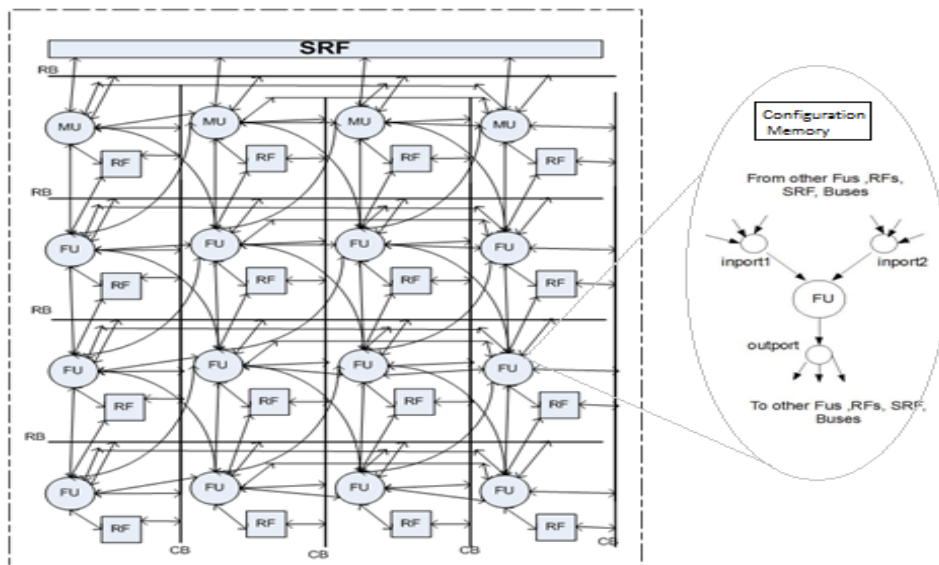 SRF
RB
MU MU MU MU
RF RF RF RF
RB
FU FU FU FU
RF RF RF RF
RB
FU FU FU FU
RF RF RF RF
RB
FU FU FU FU
RF RF RF RF
CB CB CB CB
Configuration
Memory
From other Fus ,RFs,
SRF, Buses
inport1
inport2
FU
outport
To other Fus ,RFs, SRF,
Buses